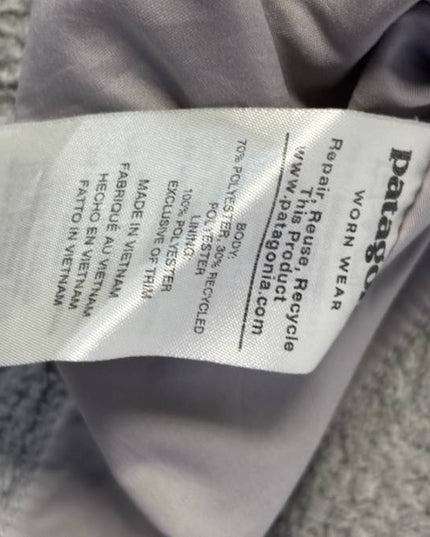 patago
WORN WEAR
Repair, Reuse, Recycle
This Product
www.patagonia.com
BODY:
70% POLYESTER, 30% RECYCLED
POLYESTER
LINING:
100% POLYESTER
EXCLUSIVE OF TRIM
MADE IN VIETNAM
FABRIQUÉ AU VIETNAM
HECHO EN VIETNAM
FATTO IN VIETNAM